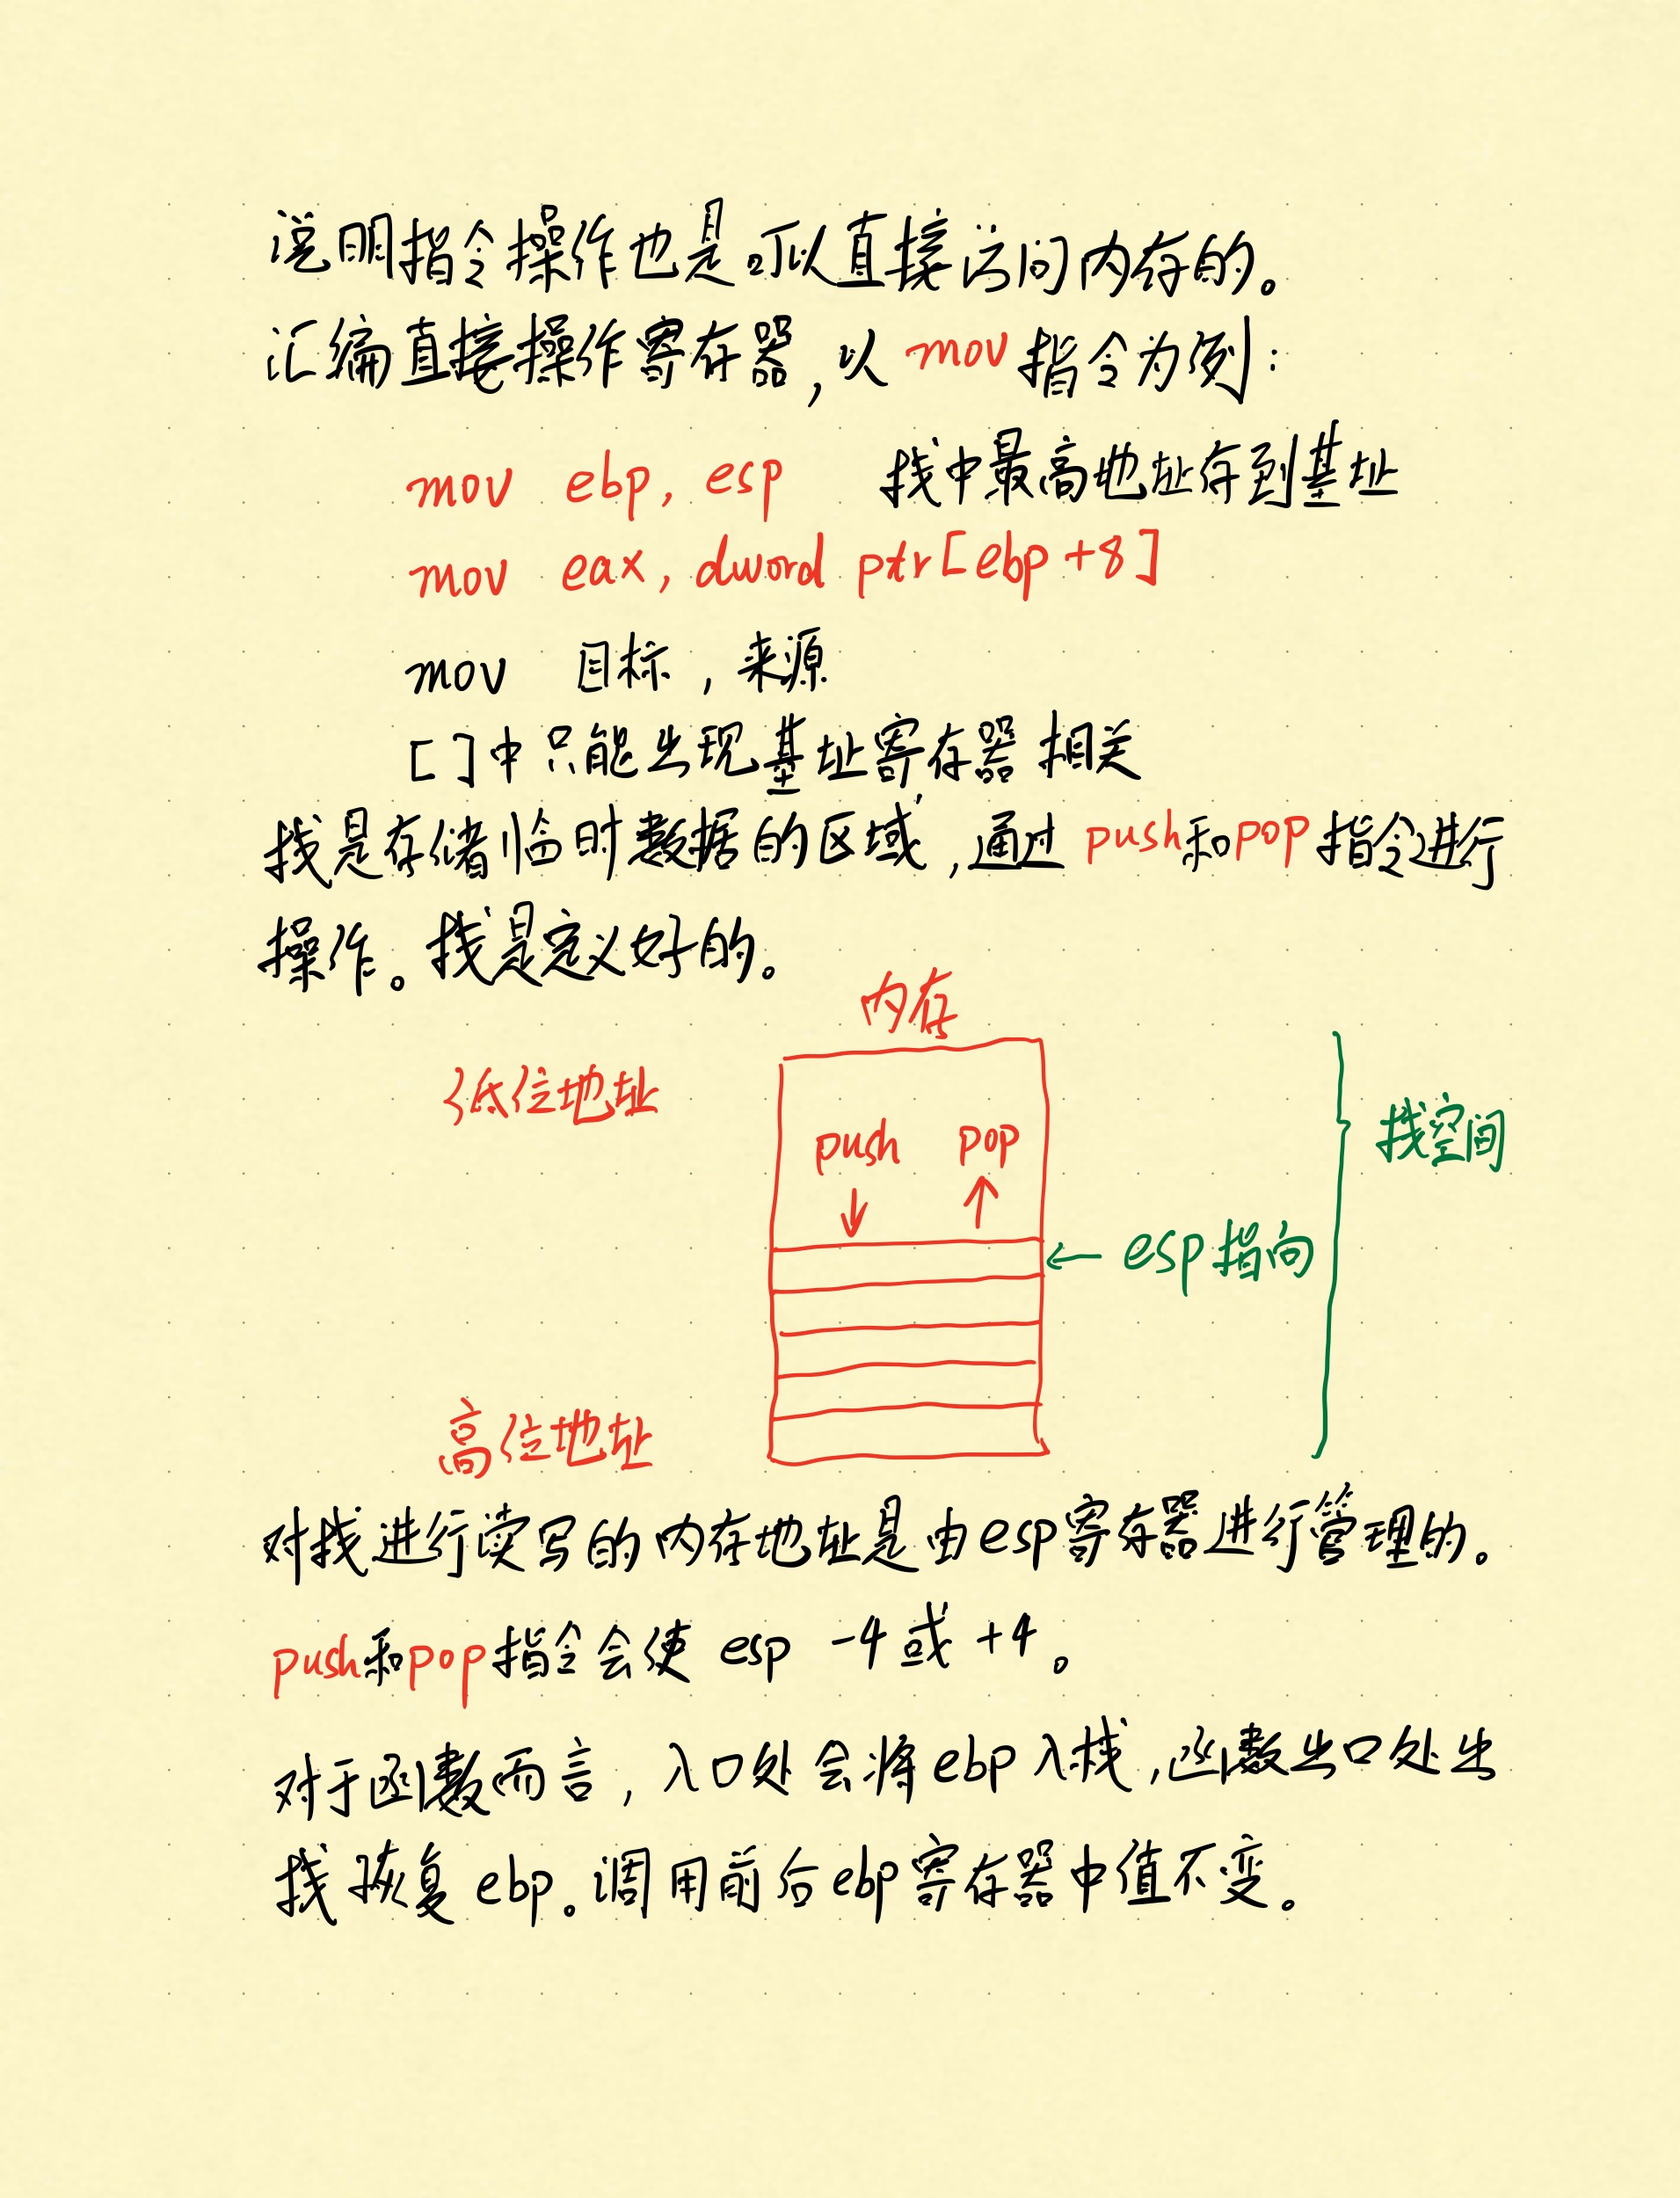 说明指令操作也是可以直接访问内存的。
汇编直接操作寄存器,以 mov 指令为例:
mov ebp, esp 栈中最高地址存到基址
mov eax, dword ptr [ebp+8]
mov 目标, 来源
[ ]中只能出现基址寄存器相关
栈是存储临时数据的区域,通过push和pop指令进行
操作。栈是定义好的。
内存
低位地址
push pop
栈空间
← esp指向
高位地址
对栈进行读写的内存地址是由esp寄存器进行管理的。
push和pop指令会使 esp -4 或 +4。
对于函数而言,入口处会将ebp入栈,函数出口处出
栈恢复ebp。调用前后ebp寄存器中值不变。